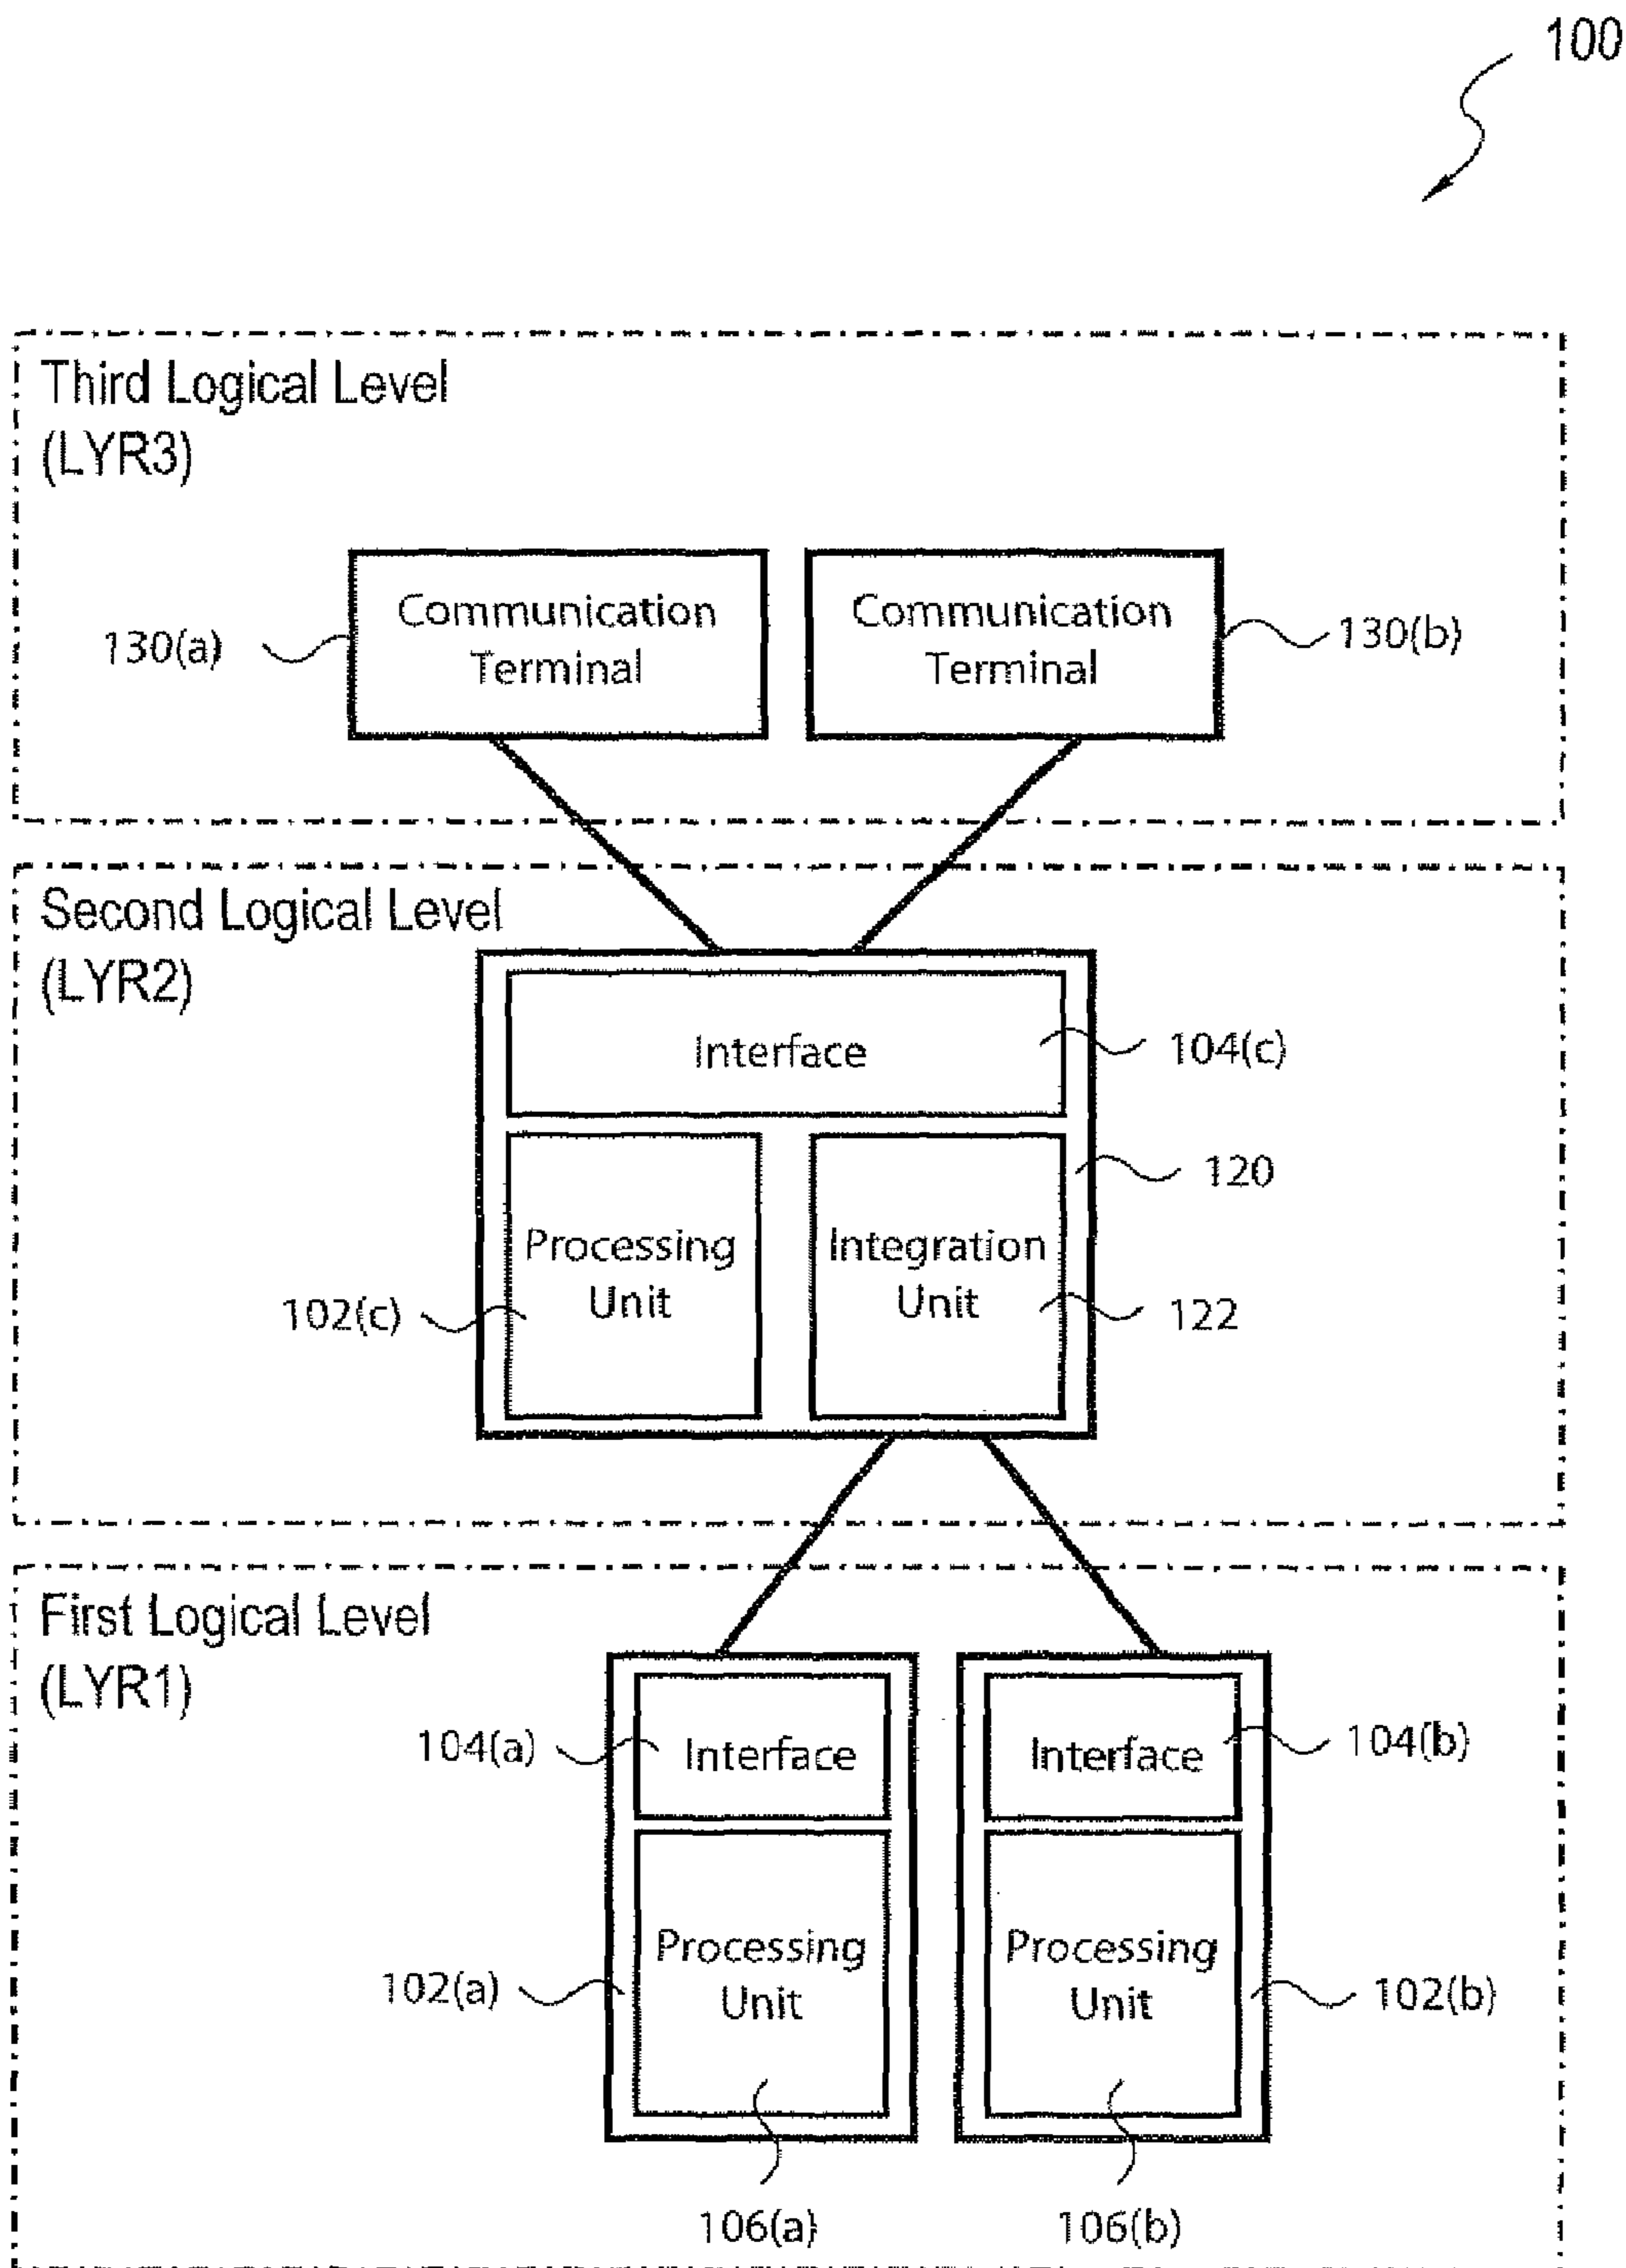 100
Third Logical Level
(LYR3)
Communication
Terminal
Communication
Terminal
130(a)
130(b)
Second Logical Level
(LYR2)
Interface
104(c)
120
Processing
Unit
Integration
Unit
102(c)
122
First Logical Level
(LYR1)
104(a)
Interface
Interface
104(b)
102(a)
Processing
Unit
Processing
Unit
102(b)
106(a)
106(b)